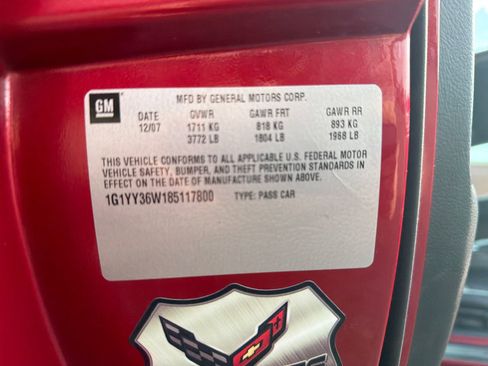 GM
MFD BY GENERAL MOTORS CORP.
DATE GVWR GAWR FRT GAWR RR
12/07 1711 KG 818 KG 893 KG
3772 LB 1804 LB 1968 LB
THIS VEHICLE CONFORMS TO ALL APPLICABLE U.S. FEDERAL MOTOR
VEHICLE SAFETY, BUMPER, AND THEFT PREVENTION STANDARDS IN
EFFECT ON THE DATE OF MANUFACTURE SHOWN ABOVE.
1G1YY36W185117800 TYPE: PASS CAR